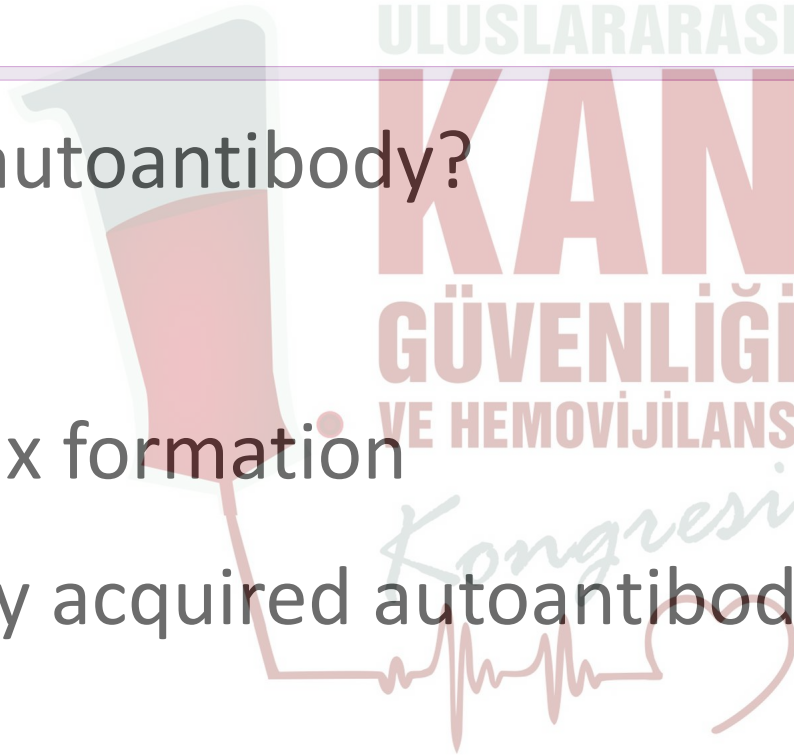 ULUSLARARASI
KAN
autoantibody?
GÜVENLİĞİ
VE HEMOVİJİLANS
x formation
Kongresi
y acquired autoantibod